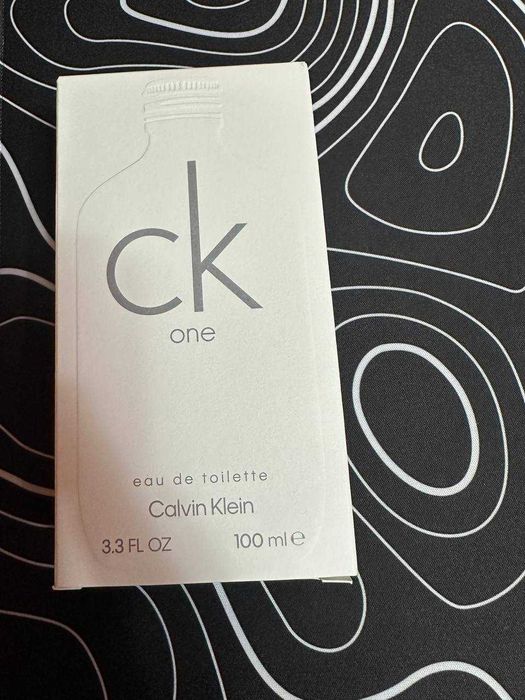 ck
one
eau de toilette
Calvin Klein
3.3 FL OZ 100 ml ℮